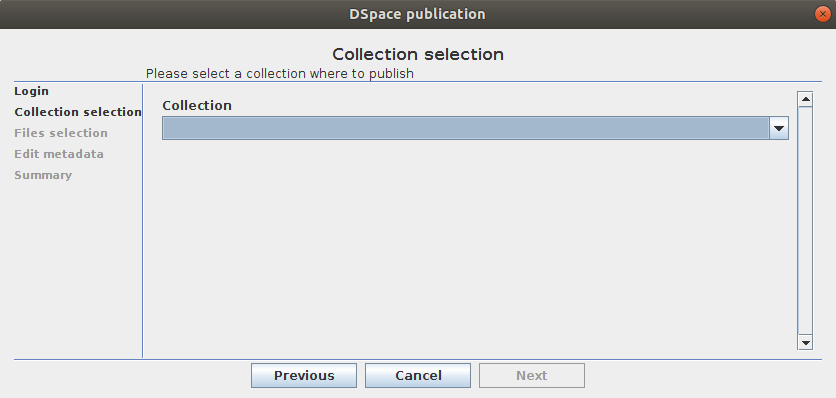 DSpace publication
Collection selection
Please select a collection where to publish
Login
Collection selection
Files selection
Edit metadata
Summary
Collection
Previous
Cancel
Next